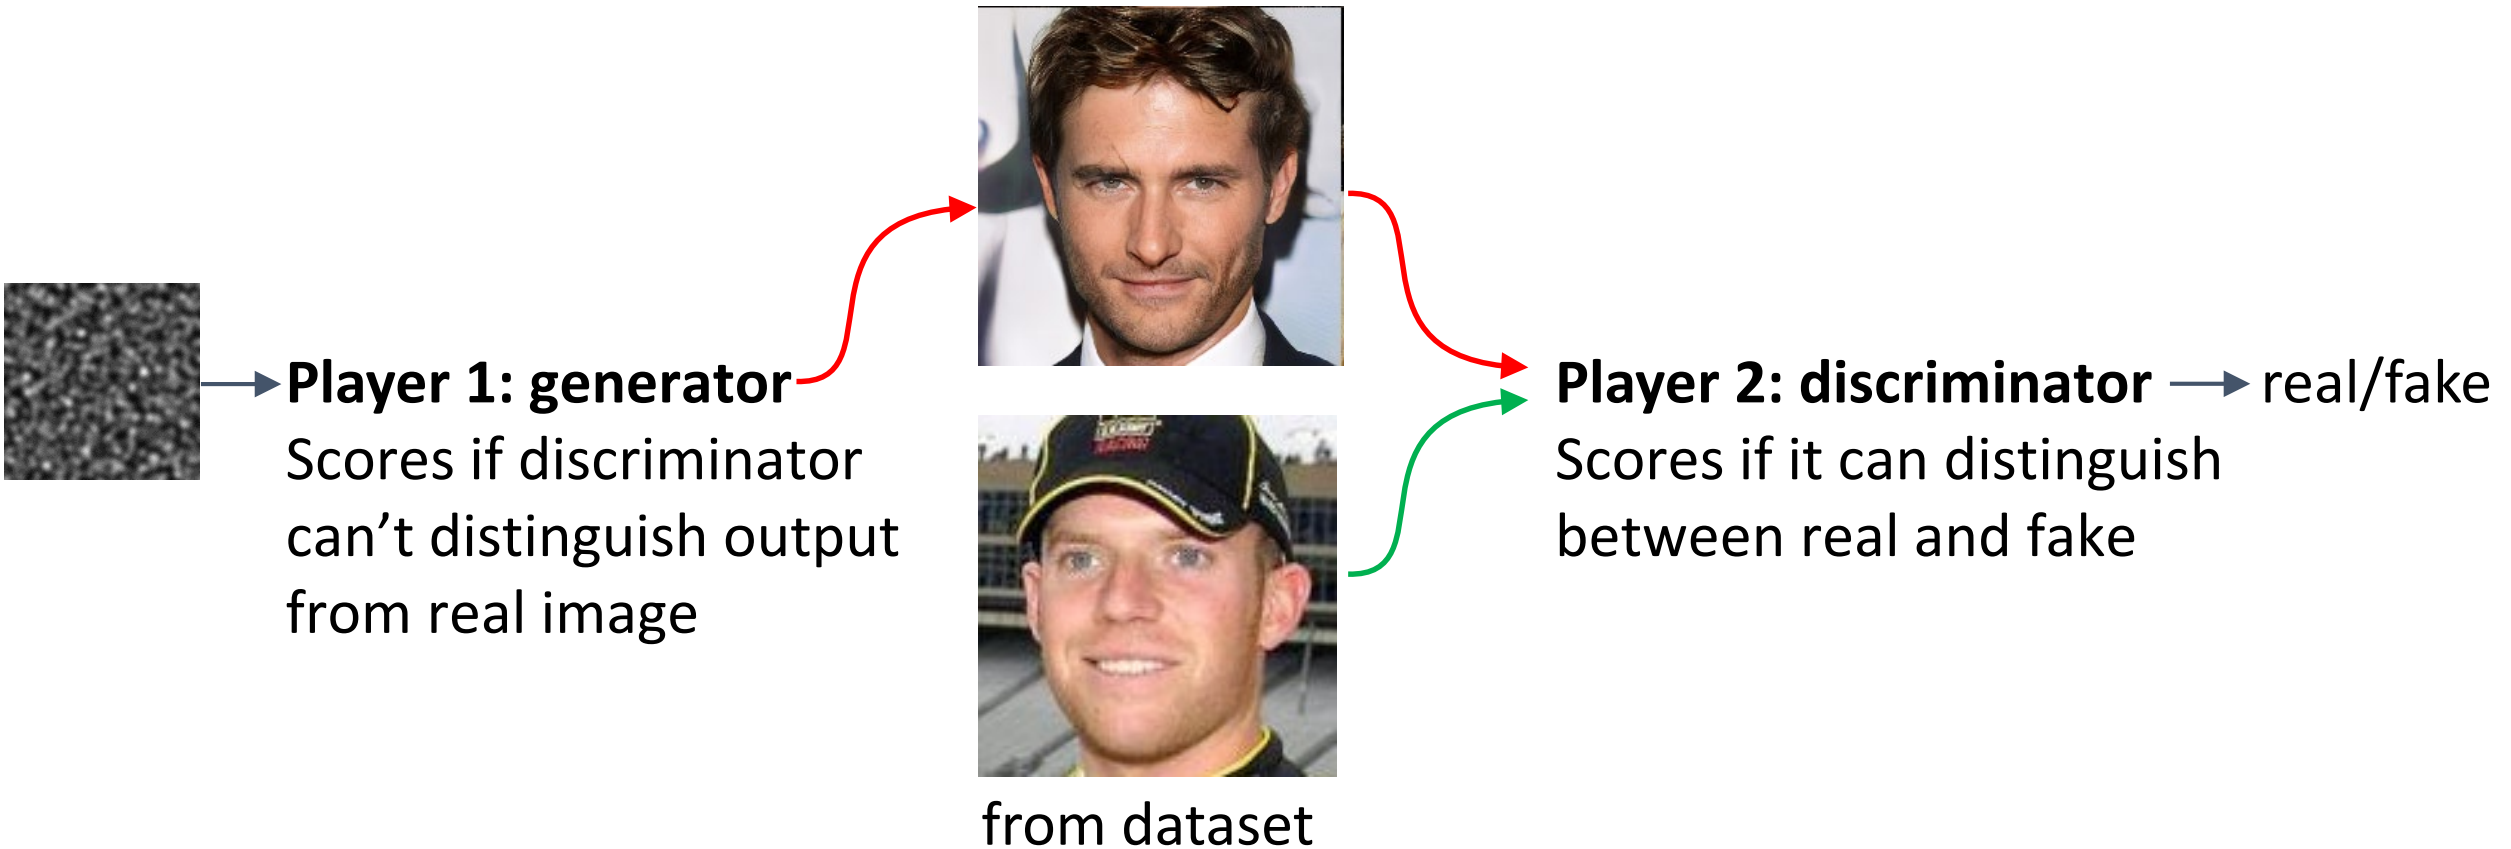 Player 1: generator
Scores if discriminator
can't distinguish output
from real image
RACING
from dataset
Player 2: discriminator
Scores if it can distinguish
between real and fake
real/fake